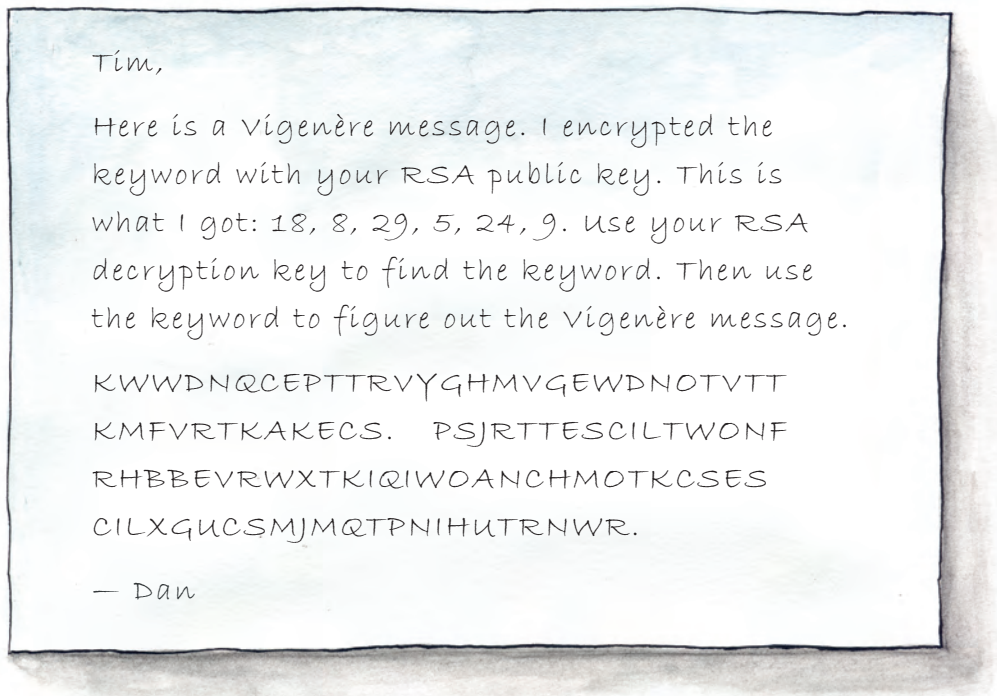 Tim,
Here is a Vigenère message. I encrypted the
keyword with your RSA public key. This is
what I got: 18, 8, 29, 5, 24, 9. Use your RSA
decryption key to find the keyword. Then use
the keyword to figure out the Vigenère message.
KWWDNQCEPTTRVYGHMVGEWDNOTVTT
KMFVRTKAKECS. PSJRTTESCILTWONF
RHBBEVRWXTKIQIWOANCHMOTKCSES
CILXGUCSMJMQTPNIHUTRNWR.
– Dan